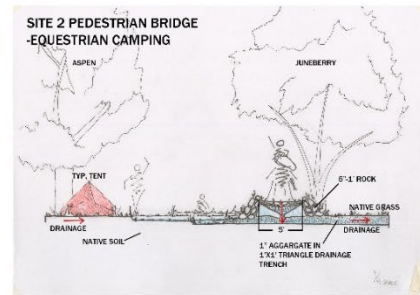 SITE 2 PEDESTRIAN BRIDGE
-EQUESTRIAN CAMPING
ASPEN
JUNEBERRY
TYP, TENT
6"-1' ROCK
NATIVE GRASS
DRAINAGE
5'
DRAINAGE
NATIVE SOIL
1" AGGARGATE IN
1'X1' TRIANGLE DRAINAGE
TRENCH